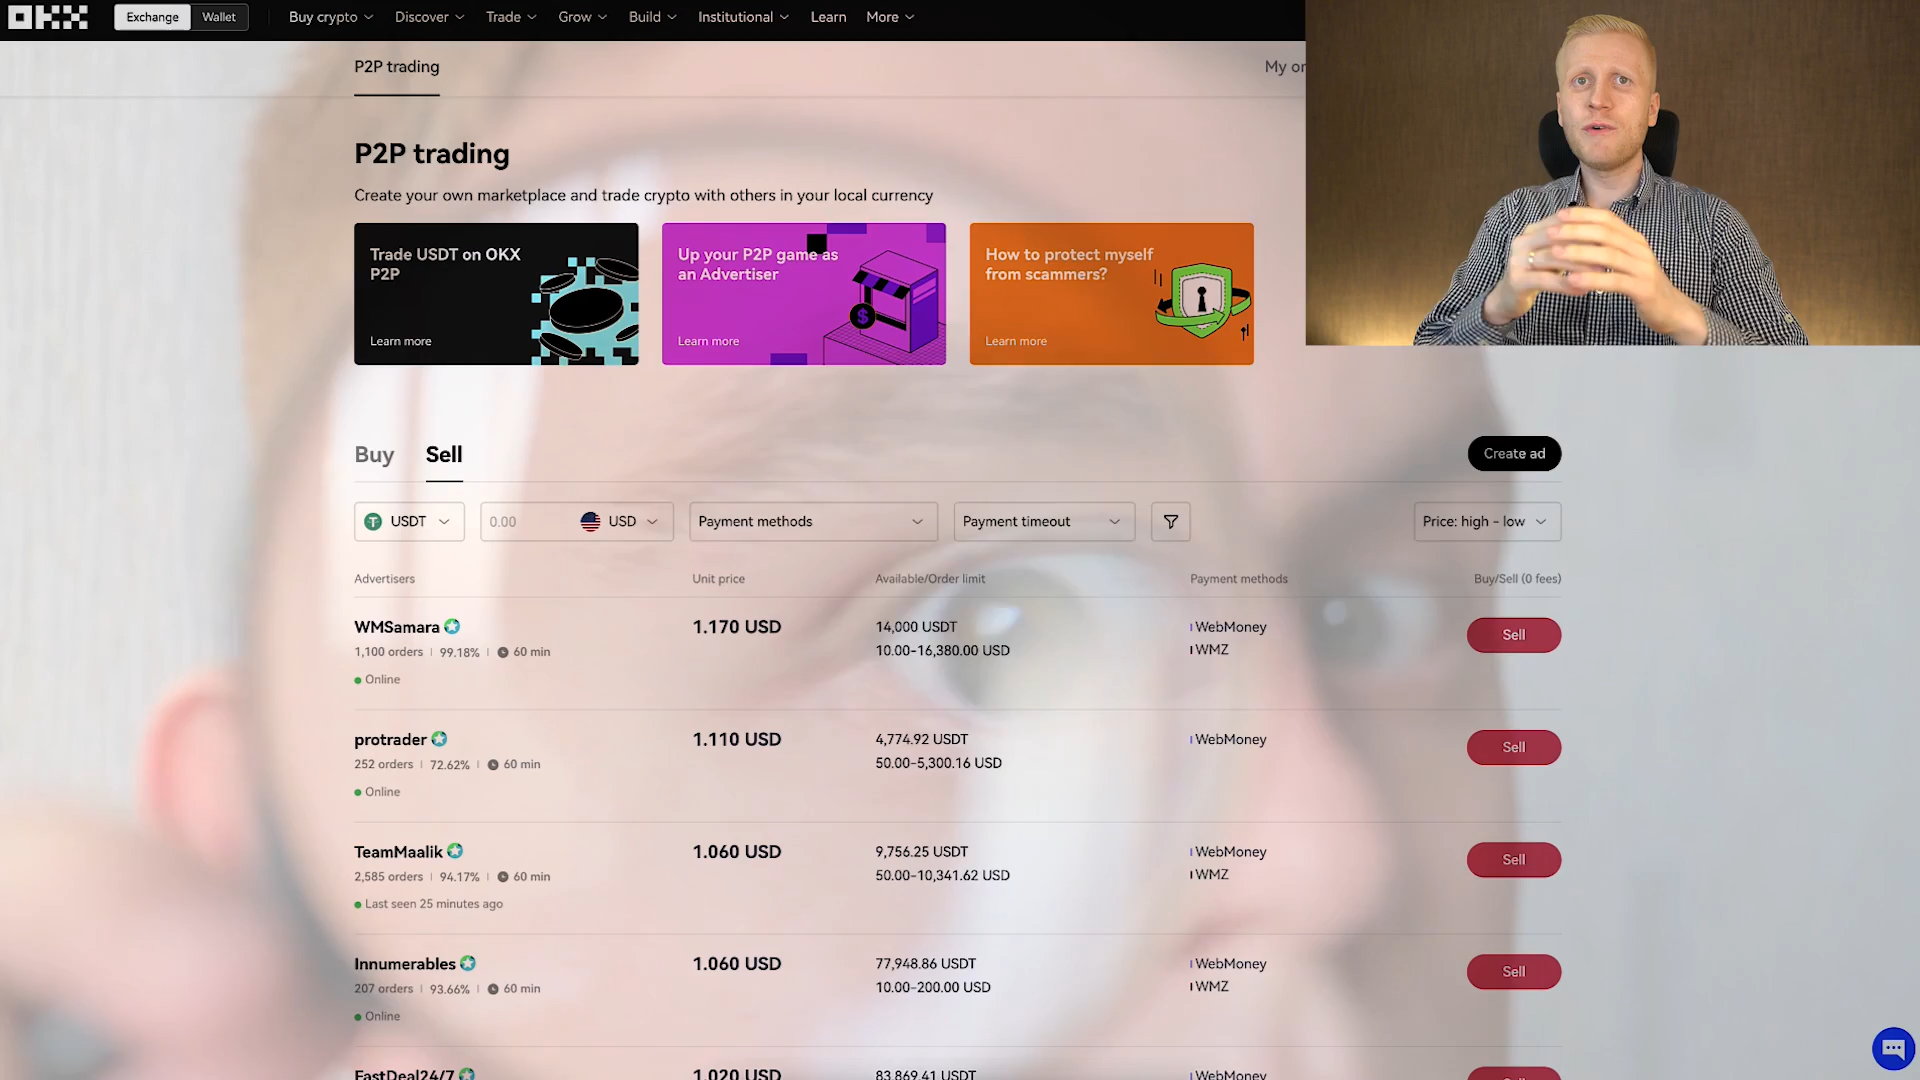 OKX
Exchange
Wallet
Buy crypto
Discover
Trade
Grow
Build
Institutional
Learn
More
P2P trading
My or
P2P trading
Create your own marketplace and trade crypto with others in your local currency
Trade USDT on OKX
P2P
Learn more
Up your P2P game as
an Advertiser
Learn more
How to protect myself
from scammers?
Learn more
Buy
Sell
Create ad
USDT
0.00
USD
Payment methods
Payment timeout
Price: high - low
Advertisers
Unit price
Available/Order limit
Payment methods
Buy/Sell (0 fees)
WMSamara
1.170 USD
14,000 USDT
WebMoney
Sell
1,100 orders | 99.18% | 60 min
10.00-16,380.00 USD
WMZ
Online
protrader
1.110 USD
4,774.92 USDT
WebMoney
Sell
252 orders | 72.62% | 60 min
50.00-5,300.16 USD
Online
TeamMaalik
1.060 USD
9,756.25 USDT
WebMoney
Sell
2,585 orders | 94.17% | 60 min
50.00-10,341.62 USD
WMZ
Last seen 25 minutes ago
Innumerables
1.060 USD
77,948.86 USDT
WebMoney
Sell
207 orders | 93.66% | 60 min
10.00-200.00 USD
WMZ
Online
FastDeal24/7
1.020 USD
83,869.41 USDT
WebMoney